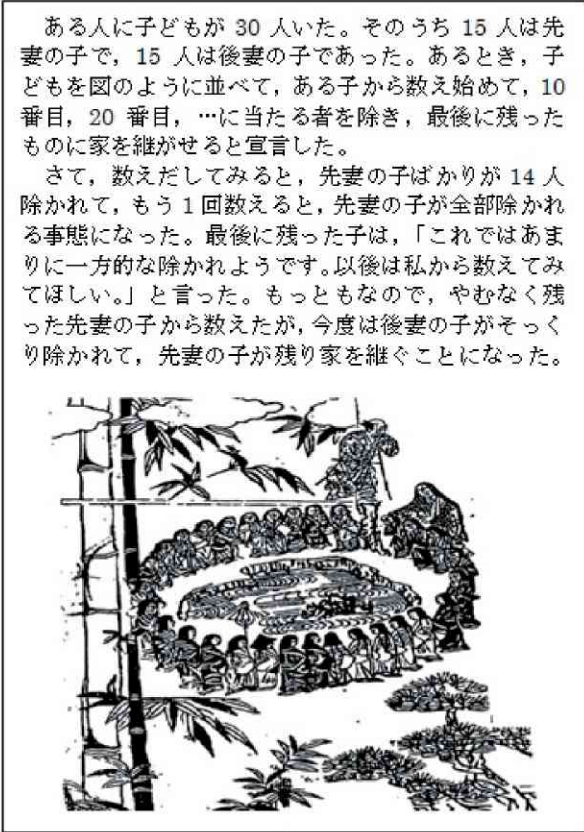 ある人に子どもが 30 人いた。そのうち 15 人は先
妻の子で，15 人は後妻の子であった。あるとき，子
どもを図のように並べて，ある子から数え始めて，10
番目，20 番目，…に当たる者を除き，最後に残った
ものに家を継がせると宣言した。
さて，数えだしてみると，先妻の子ばかりが 14 人
除かれて，もう１回数えると，先妻の子が全部除かれ
る事態になった。最後に残った子は，「これではあま
りに一方的な除かれようです。以後は私から数えてみ
てほしい。」と言った。もっともなので，やむなく残
った先妻の子から数えたが，今度は後妻の子がそっく
り除かれて，先妻の子が残り家を継ぐことになった。